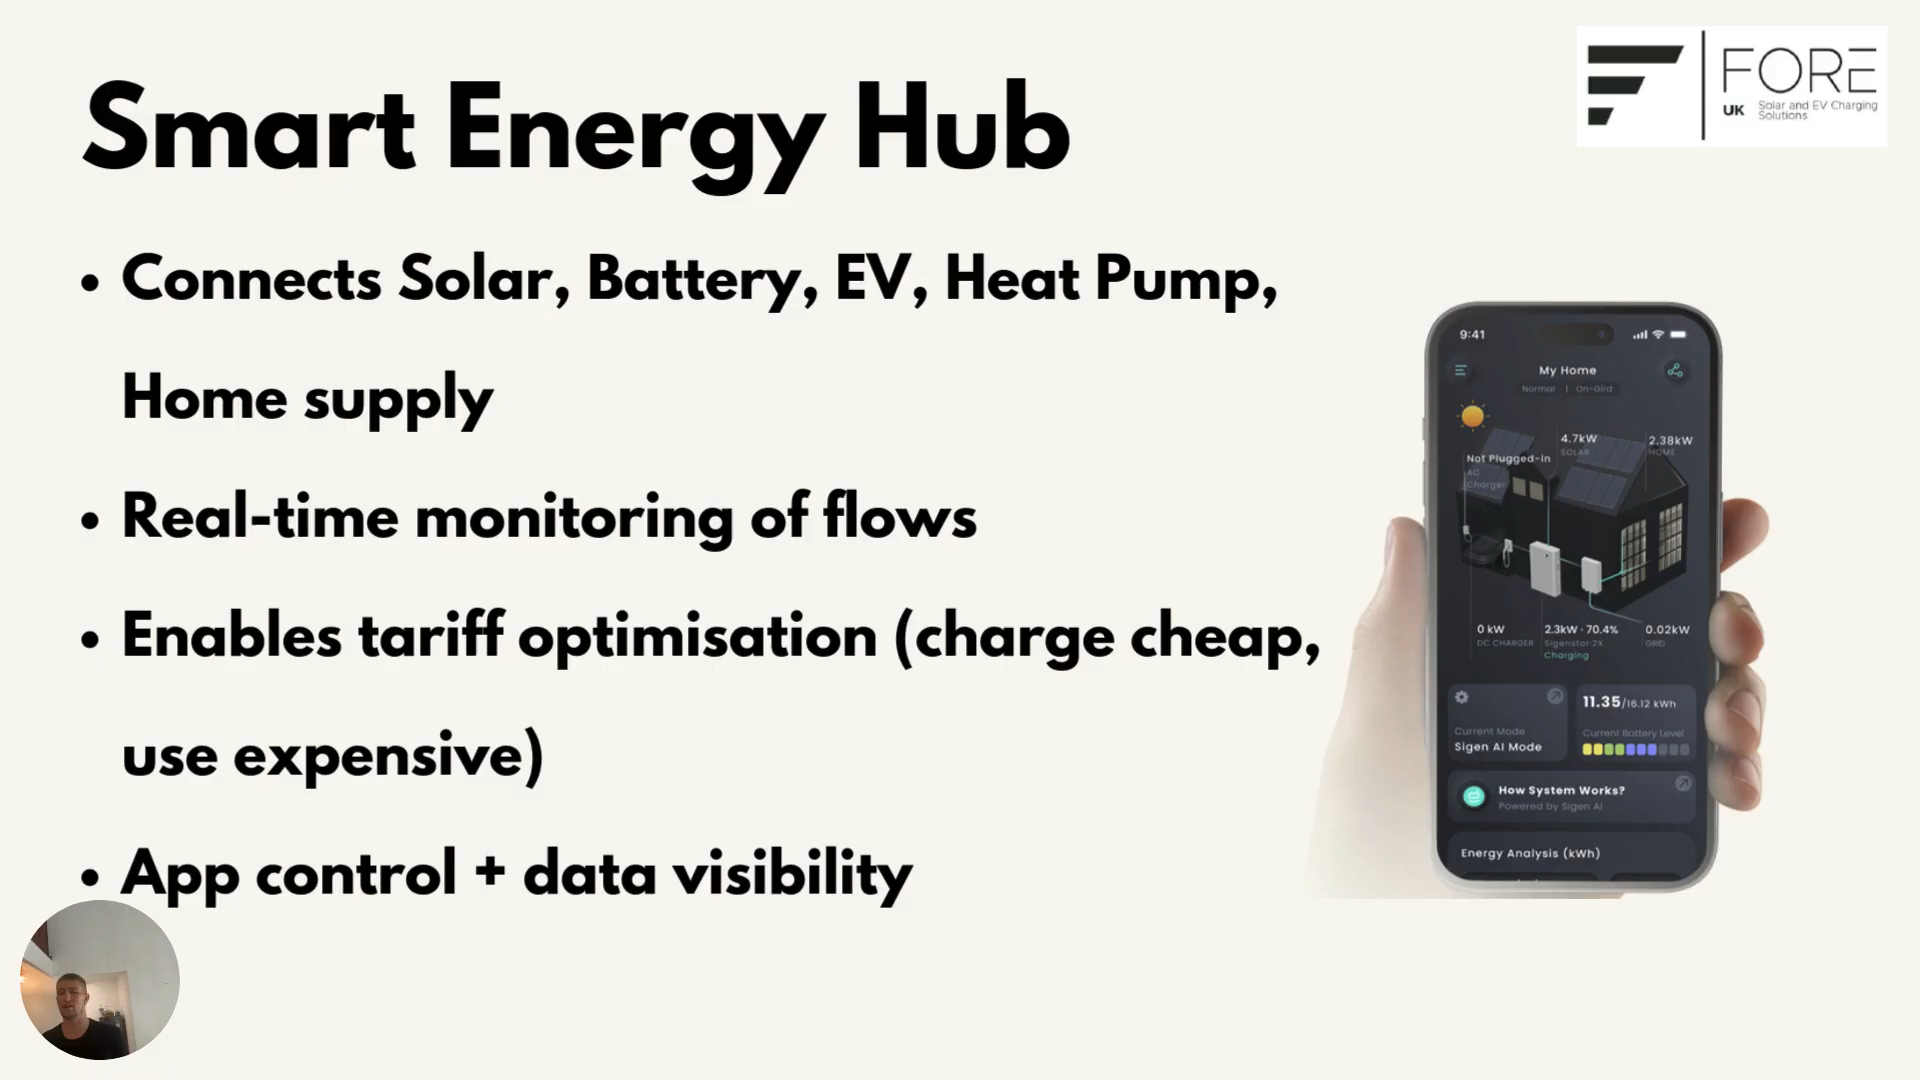 Smart Energy Hub
FORE
UK Solar and EV Charging
Solutions
• Connects Solar, Battery, EV, Heat Pump,
Home supply
• Real-time monitoring of flows
• Enables tariff optimisation (charge cheap,
use expensive)
• App control + data visibility
9:41
My Home
Normal | On-Gird
4.7kW
SOLAR
2.38kW
HOME
Not Plugged-in
AC
Charger
0 kW
DC CHARGER
2.3kW · 70.4%
Sigenstor-2X
Charging
0.02kW
GRID
Current Mode
Sigen AI Mode
11.35/16.12 kWh
Current Battery Level
How System Works?
Powered by Sigen AI
Energy Analysis (kWh)